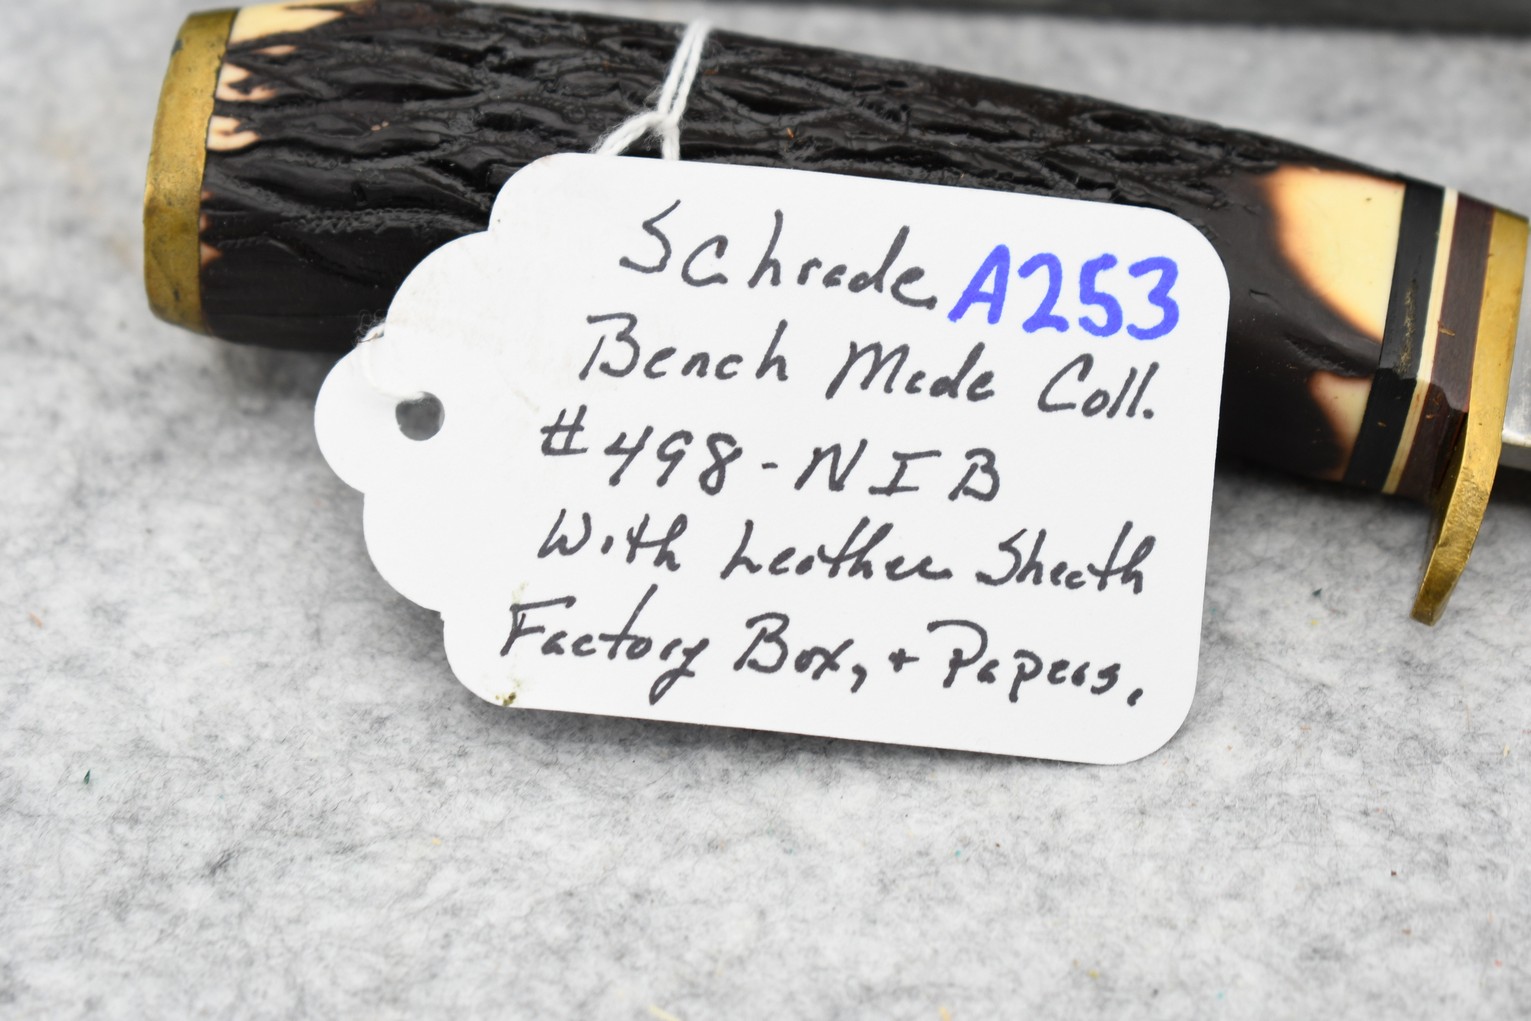 Schrade A253
Bench Made Coll.
#498-NIB
With Leather Sheath
Factory Box, + Papers.